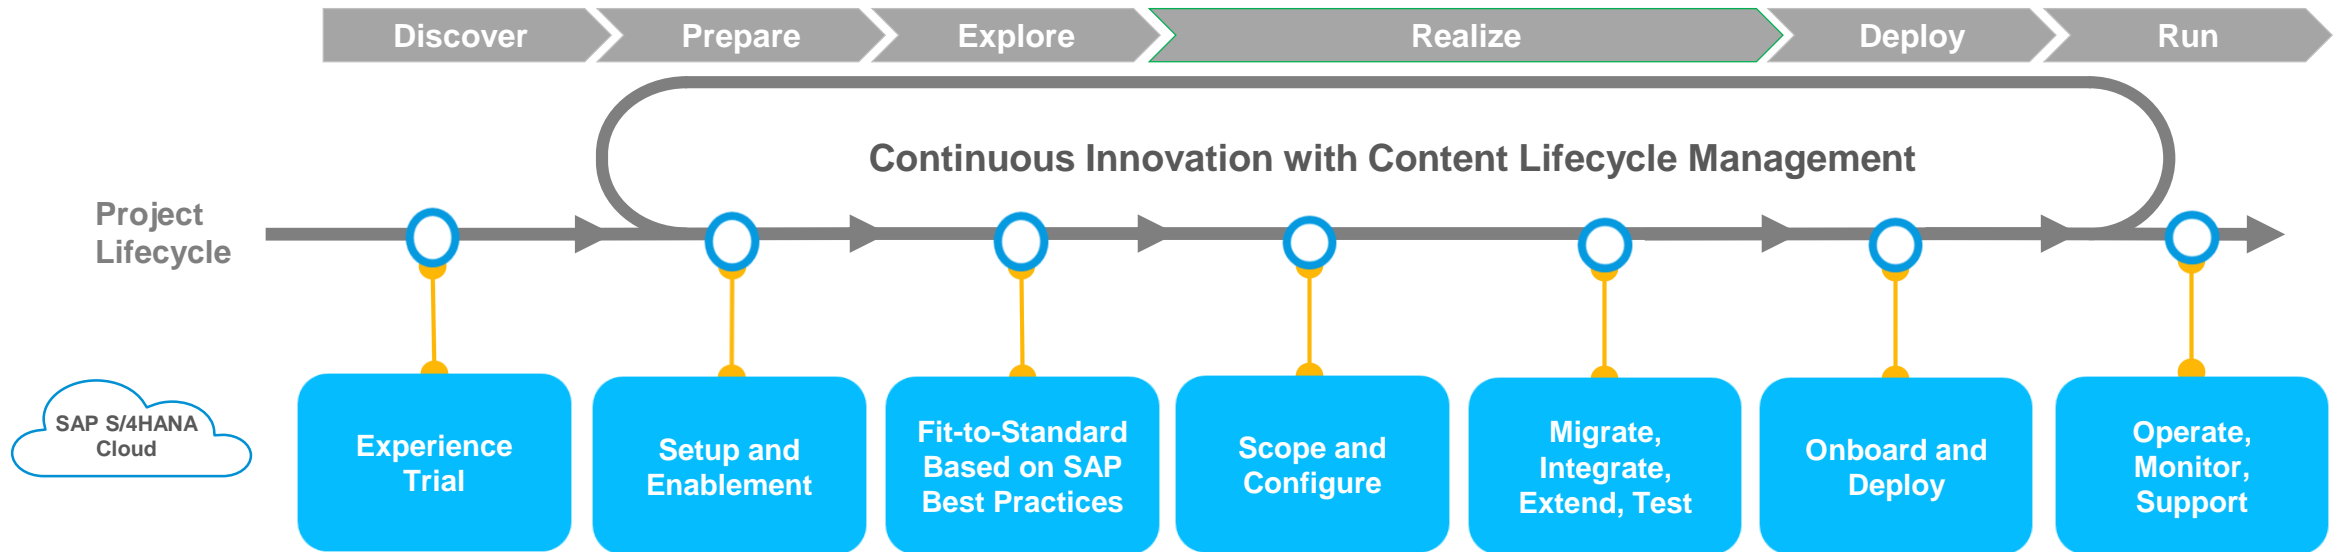 Discover
Prepare
Explore
Realize
Deploy
Run
Continuous Innovation with Content Lifecycle Management
Project
Lifecycle
SAP S/4HANA
Cloud
Experience
Trial
Setup and
Enablement
Fit-to-Standard
Based on SAP
Best Practices
Scope and
Configure
Migrate,
Integrate,
Extend, Test
Onboard and
Deploy
Operate,
Monitor,
Support